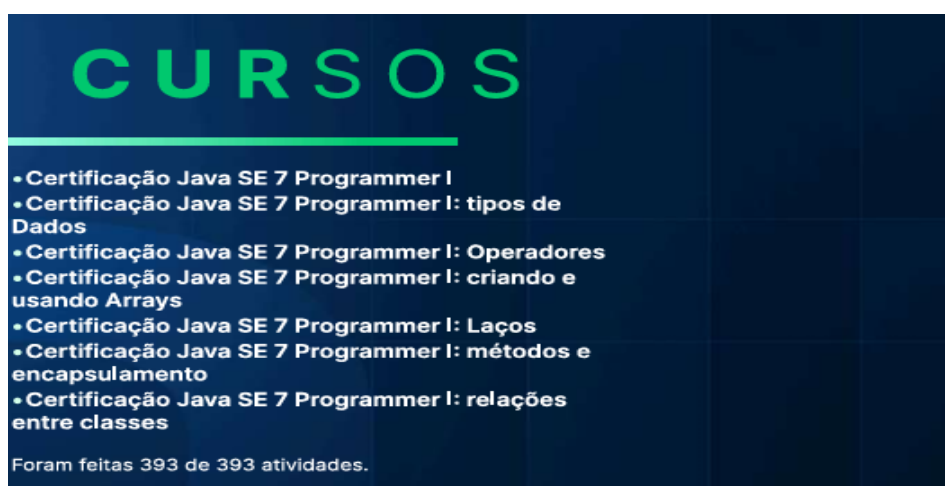 CURSOS
•Certificação Java SE 7 Programmer I
•Certificação Java SE 7 Programmer I: tipos de
Dados
•Certificação Java SE 7 Programmer I: Operadores
•Certificação Java SE 7 Programmer I: criando e
usando Arrays
•Certificação Java SE 7 Programmer I: Laços
•Certificação Java SE 7 Programmer I: métodos e
encapsulamento
•Certificação Java SE 7 Programmer I: relações
entre classes
Foram feitas 393 de 393 atividades.